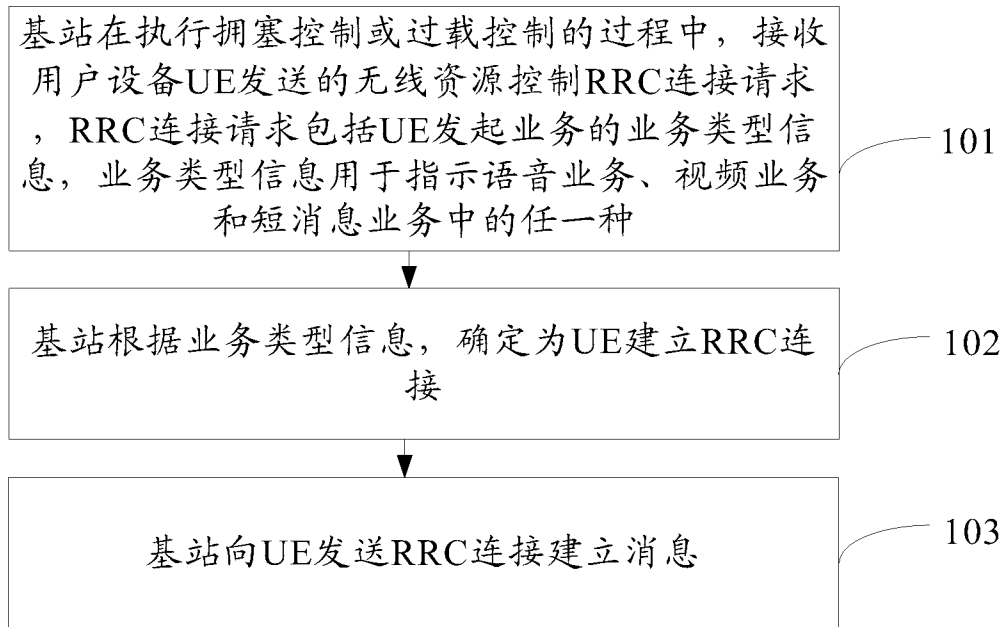 基站在执行拥塞控制或过载控制的过程中，接收
用户设备UE发送的无线资源控制RRC连接请求
，RRC连接请求包括UE发起业务的业务类型信
息，业务类型信息用于指示语音业务、视频业务
和短消息业务中的任一种
101
基站根据业务类型信息，确定为UE建立RRC连
接
102
基站向UE发送RRC连接建立消息
103